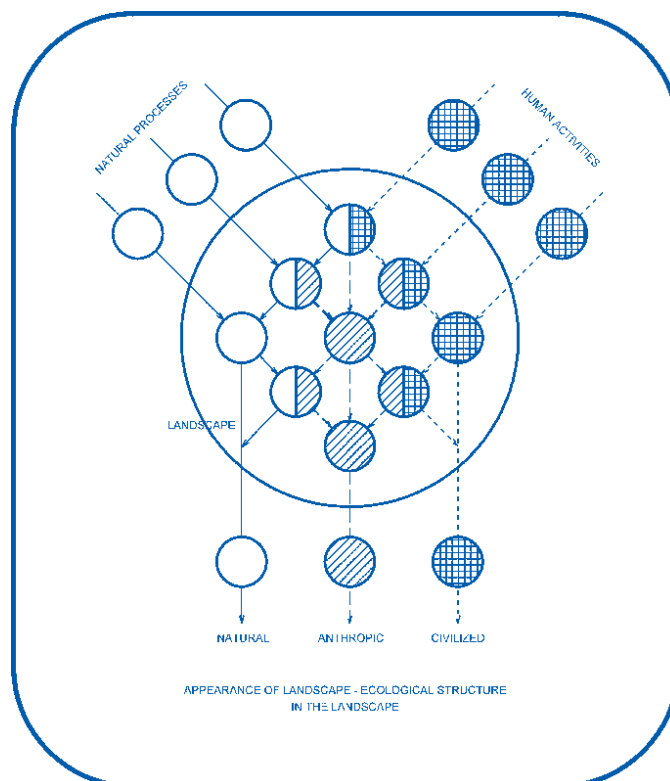 NATURAL PROCESSES
HUMAN ACTIVITIES
LANDSCAPE
NATURAL
ANTHROPIC
CIVILIZED
APPEARANCE OF LANDSCAPE - ECOLOGICAL STRUCTURE
IN THE LANDSCAPE